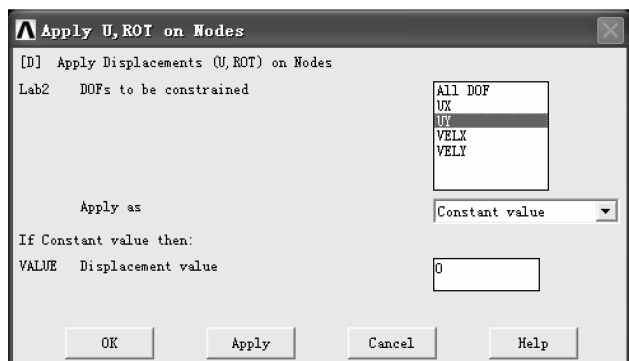 Apply U,ROT on Nodes
[D] Apply Displacements (U,ROT) on Nodes
Lab2 DOFs to be constrained
All DOF
UX
UY
VELX
VELY
Apply as
Constant value
If Constant value then:
VALUE Displacement value
0
OK Apply Cancel Help